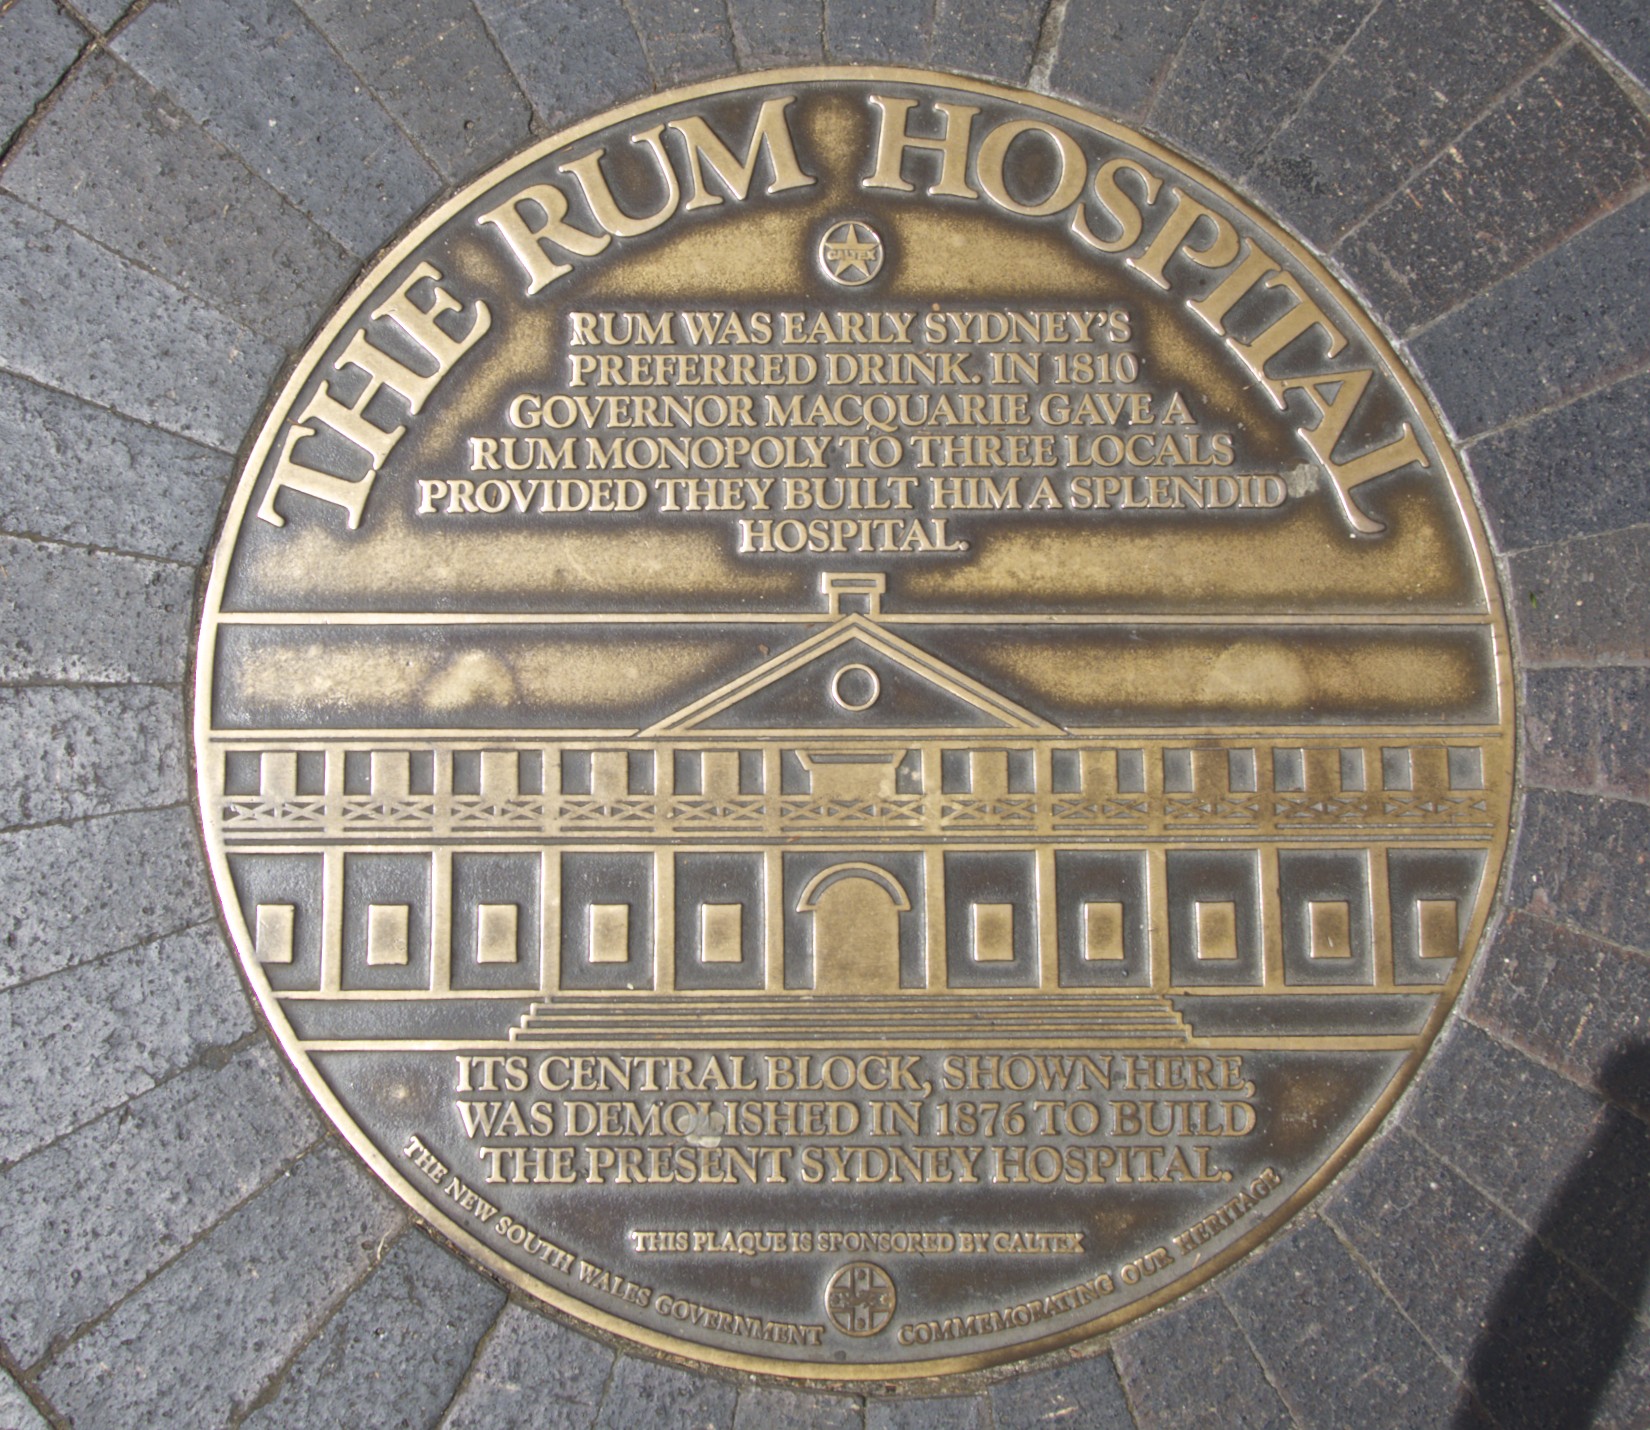 THE RUM HOSPITAL
CALTEX
RUM WAS EARLY SYDNEY'S
PREFERRED DRINK. IN 1810
GOVERNOR MACQUARIE GAVE A
RUM MONOPOLY TO THREE LOCALS
PROVIDED THEY BUILT HIM A SPLENDID
HOSPITAL.
ITS CENTRAL BLOCK, SHOWN HERE,
WAS DEMOLISHED IN 1876 TO BUILD
THE PRESENT SYDNEY HOSPITAL.
THIS PLAQUE IS SPONSORED BY CALTEX
THE NEW SOUTH WALES GOVERNMENT
COMMEMORATING OUR HERITAGE